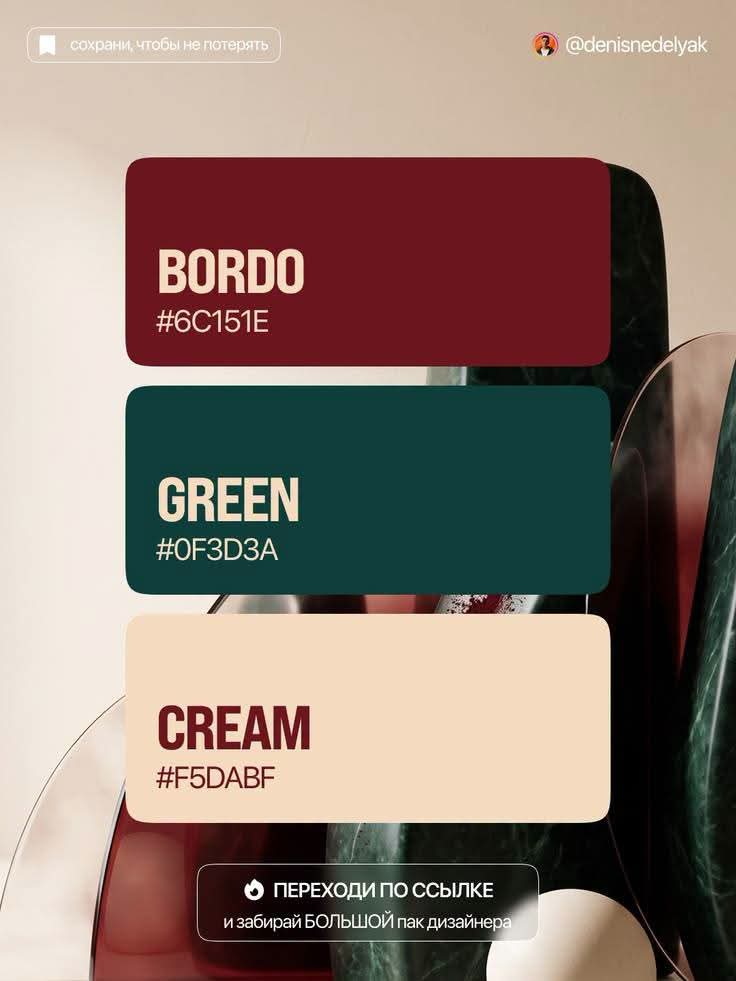 сохрани, чтобы не потерять
@denisnedelyak
BORDO
#6C151E
GREEN
#0F3D3A
CREAM
#F5DABF
ПЕРЕХОДИ ПО ССЫЛКЕ
и забирай БОЛЬШОЙ пак дизайнера